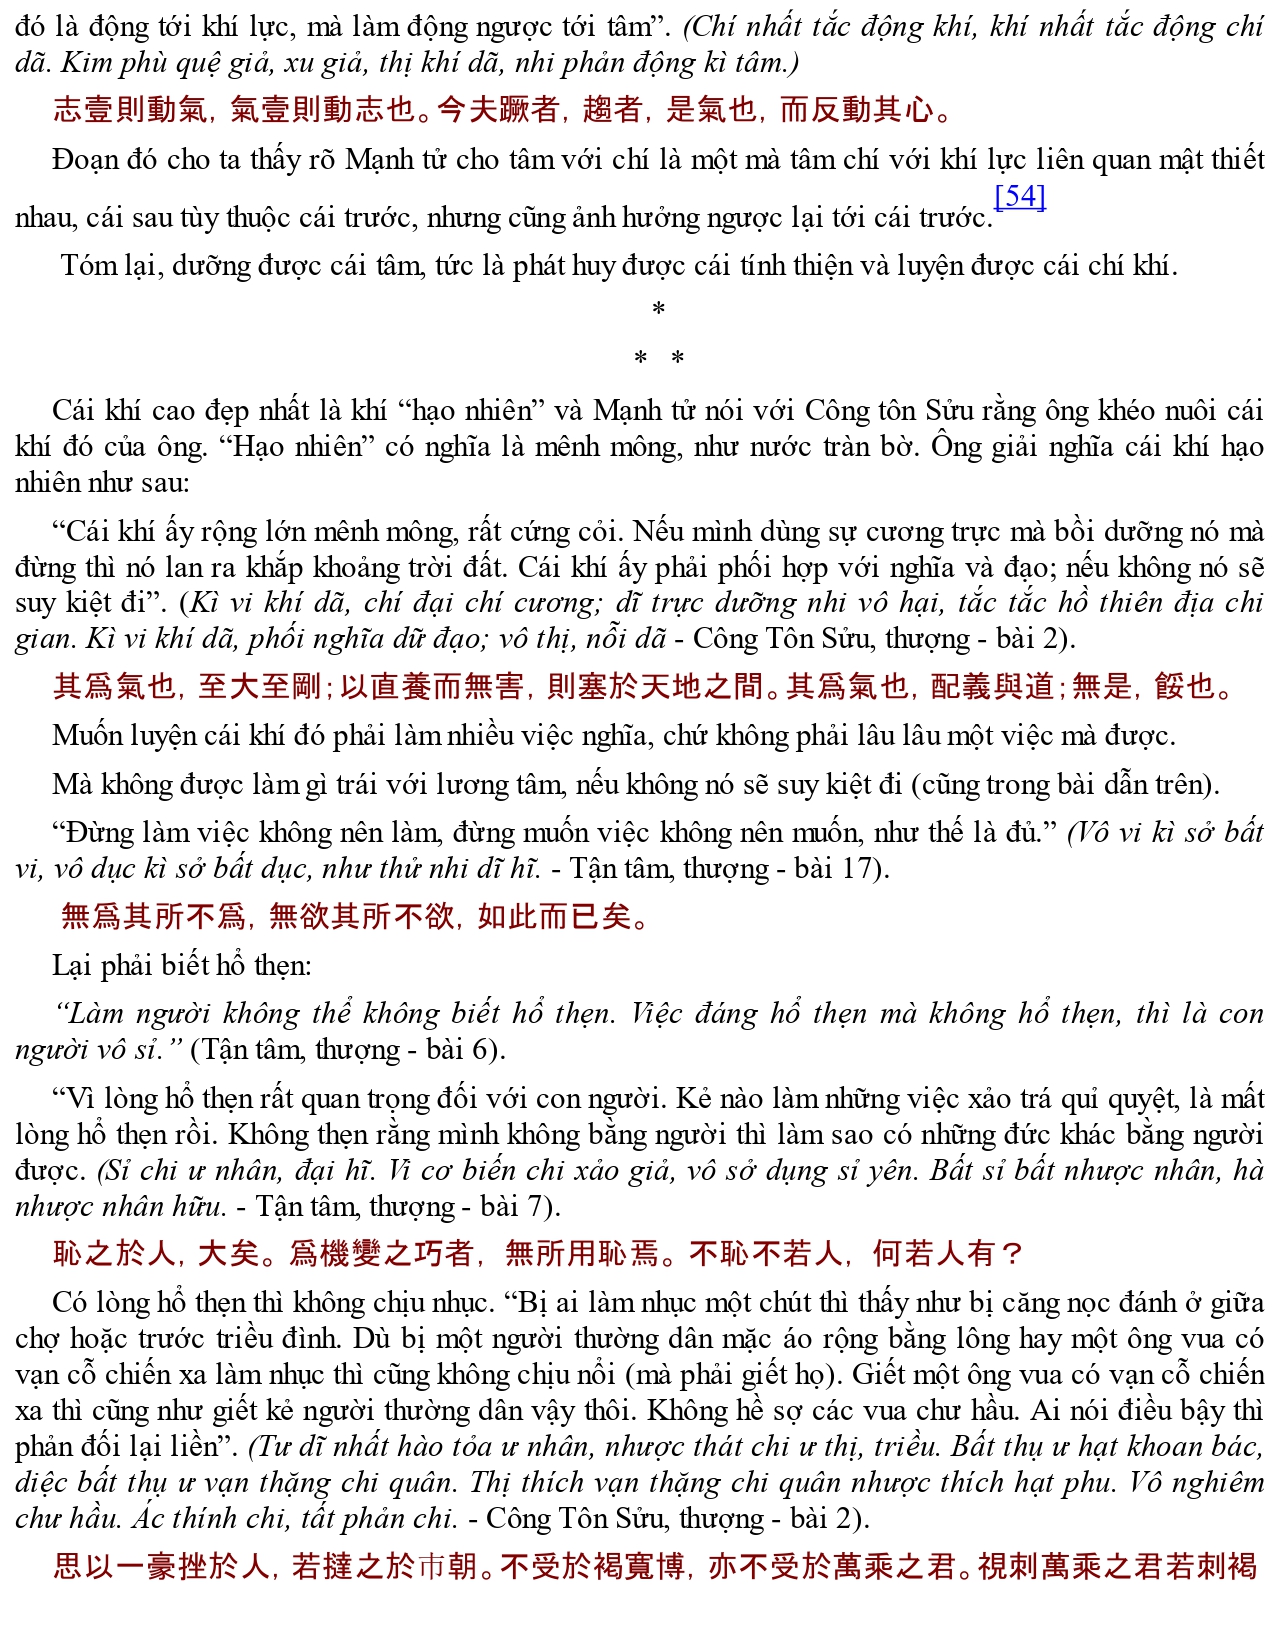 đó là động tới khí lực, mà làm động ngược tới tâm”. (Chí nhất tắc động khí, khí nhất tắc động chí
dã. Kim phù quệ giả, xu giả, thị khí dã, nhi phản động kì tâm.)
志壹則動氣, 氣壹則動志也。今夫蹶者, 趨者, 是氣也, 而反動其心。
Đoạn đó cho ta thấy rõ Mạnh tử cho tâm với chí là một mà tâm chí với khí lực liên quan mật thiết
nhau, cái sau tùy thuộc cái trước, nhưng cũng ảnh hưởng ngược lại tới cái trước.[54]
Tóm lại, dưỡng được cái tâm, tức là phát huy được cái tính thiện và luyện được cái chí khí.
*
* *
Cái khí cao đẹp nhất là khí “hạo nhiên” và Mạnh tử nói với Công tôn Sửu rằng ông khéo nuôi cái
khí đó của ông. “Hạo nhiên” có nghĩa là mênh mông, như nước tràn bờ. Ông giải nghĩa cái khí hạo
nhiên như sau:
“Cái khí ấy rộng lớn mênh mông, rất cứng cỏi. Nếu mình dùng sự cương trực mà bồi dưỡng nó mà
đừng thì nó lan ra khắp khoảng trời đất. Cái khí ấy phải phối hợp với nghĩa và đạo; nếu không nó sẽ
suy kiệt đi”. (Kì vi khí dã, chí đại chí cương; dĩ trực dưỡng nhi vô hại, tắc tắc hồ thiên địa chi
gian. Kì vi khí dã, phối nghĩa dữ đạo; vô thị, nỗi dã - Công Tôn Sửu, thượng - bài 2).
其爲氣也, 至大至剛；以直養而無害, 則塞於天地之間。其爲氣也, 配義與道；無是, 餒也。
Muốn luyện cái khí đó phải làm nhiều việc nghĩa, chứ không phải lâu lâu một việc mà được.
Mà không được làm gì trái với lương tâm, nếu không nó sẽ suy kiệt đi (cũng trong bài dẫn trên).
“Đừng làm việc không nên làm, đừng muốn việc không nên muốn, như thế là đủ.” (Vô vi kì sở bất
vi, vô dục kì sở bất dục, như thử nhi dĩ hĩ. - Tận tâm, thượng - bài 17).
無爲其所不爲, 無欲其所不欲, 如此而已矣。
Lại phải biết hổ thẹn:
“Làm người không thể không biết hổ thẹn. Việc đáng hổ thẹn mà không hổ thẹn, thì là con
người vô sỉ.” (Tận tâm, thượng - bài 6).
“Vì lòng hổ thẹn rất quan trọng đối với con người. Kẻ nào làm những việc xảo trá quỉ quyệt, là mất
lòng hổ thẹn rồi. Không thẹn rằng mình không bằng người thì làm sao có những đức khác bằng người
được. (Sỉ chi ư nhân, đại hĩ. Vi cơ biến chi xảo giả, vô sở dụng sỉ yên. Bất sỉ bất nhược nhân, hà
nhược nhân hữu. - Tận tâm, thượng - bài 7).
恥之於人, 大矣。爲機變之巧者, 無所用恥焉。不恥不若人, 何若人有？
Có lòng hổ thẹn thì không chịu nhục. “Bị ai làm nhục một chút thì thấy như bị căng nọc đánh ở giữa
chợ hoặc trước triều đình. Dù bị một người thường dân mặc áo rộng bằng lông hay một ông vua có
vạn cỗ chiến xa làm nhục thì cũng không chịu nổi (mà phải giết họ). Giết một ông vua có vạn cỗ chiến
xa thì cũng như giết kẻ người thường dân vậy thôi. Không hề sợ các vua chư hầu. Ai nói điều bậy thì
phản đối lại liền”. (Tư dĩ nhất hào tỏa ư nhân, nhược thát chi ư thị, triều. Bất thụ ư hạt khoan bác,
diệc bất thụ ư vạn thặng chi quân. Thị thích vạn thặng chi quân nhược thích hạt phu. Vô nghiêm
chư hầu. Ác thính chi, tất phản chi. - Công Tôn Sửu, thượng - bài 2).
思以一豪挫於人, 若撻之於市朝。不受於褐寬博, 亦不受於萬乘之君。視刺萬乘之君若刺褐